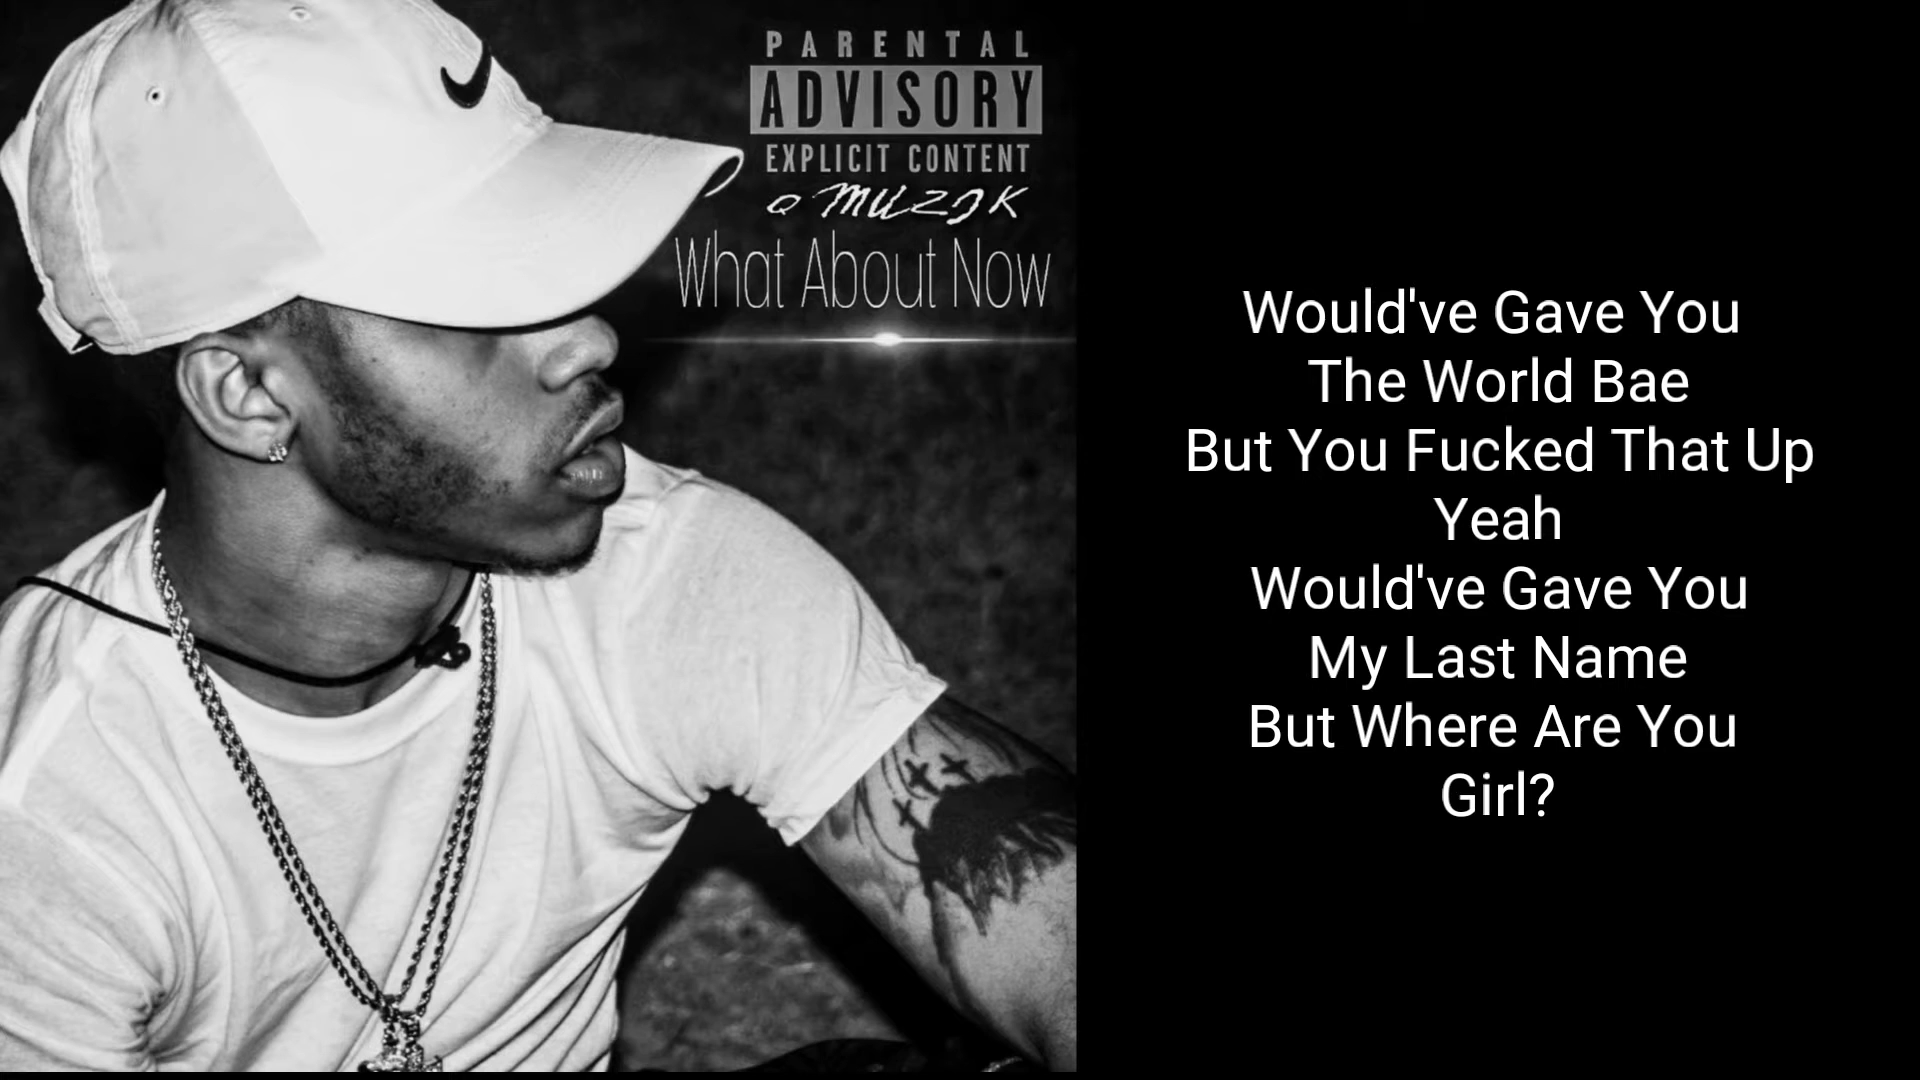 PARENTAL
ADVISORY
EXPLICIT CONTENT
Q MUZIK
What About Now
Would've Gave You
The World Bae
But You Fucked That Up
Yeah
Would've Gave You
My Last Name
But Where Are You
Girl?